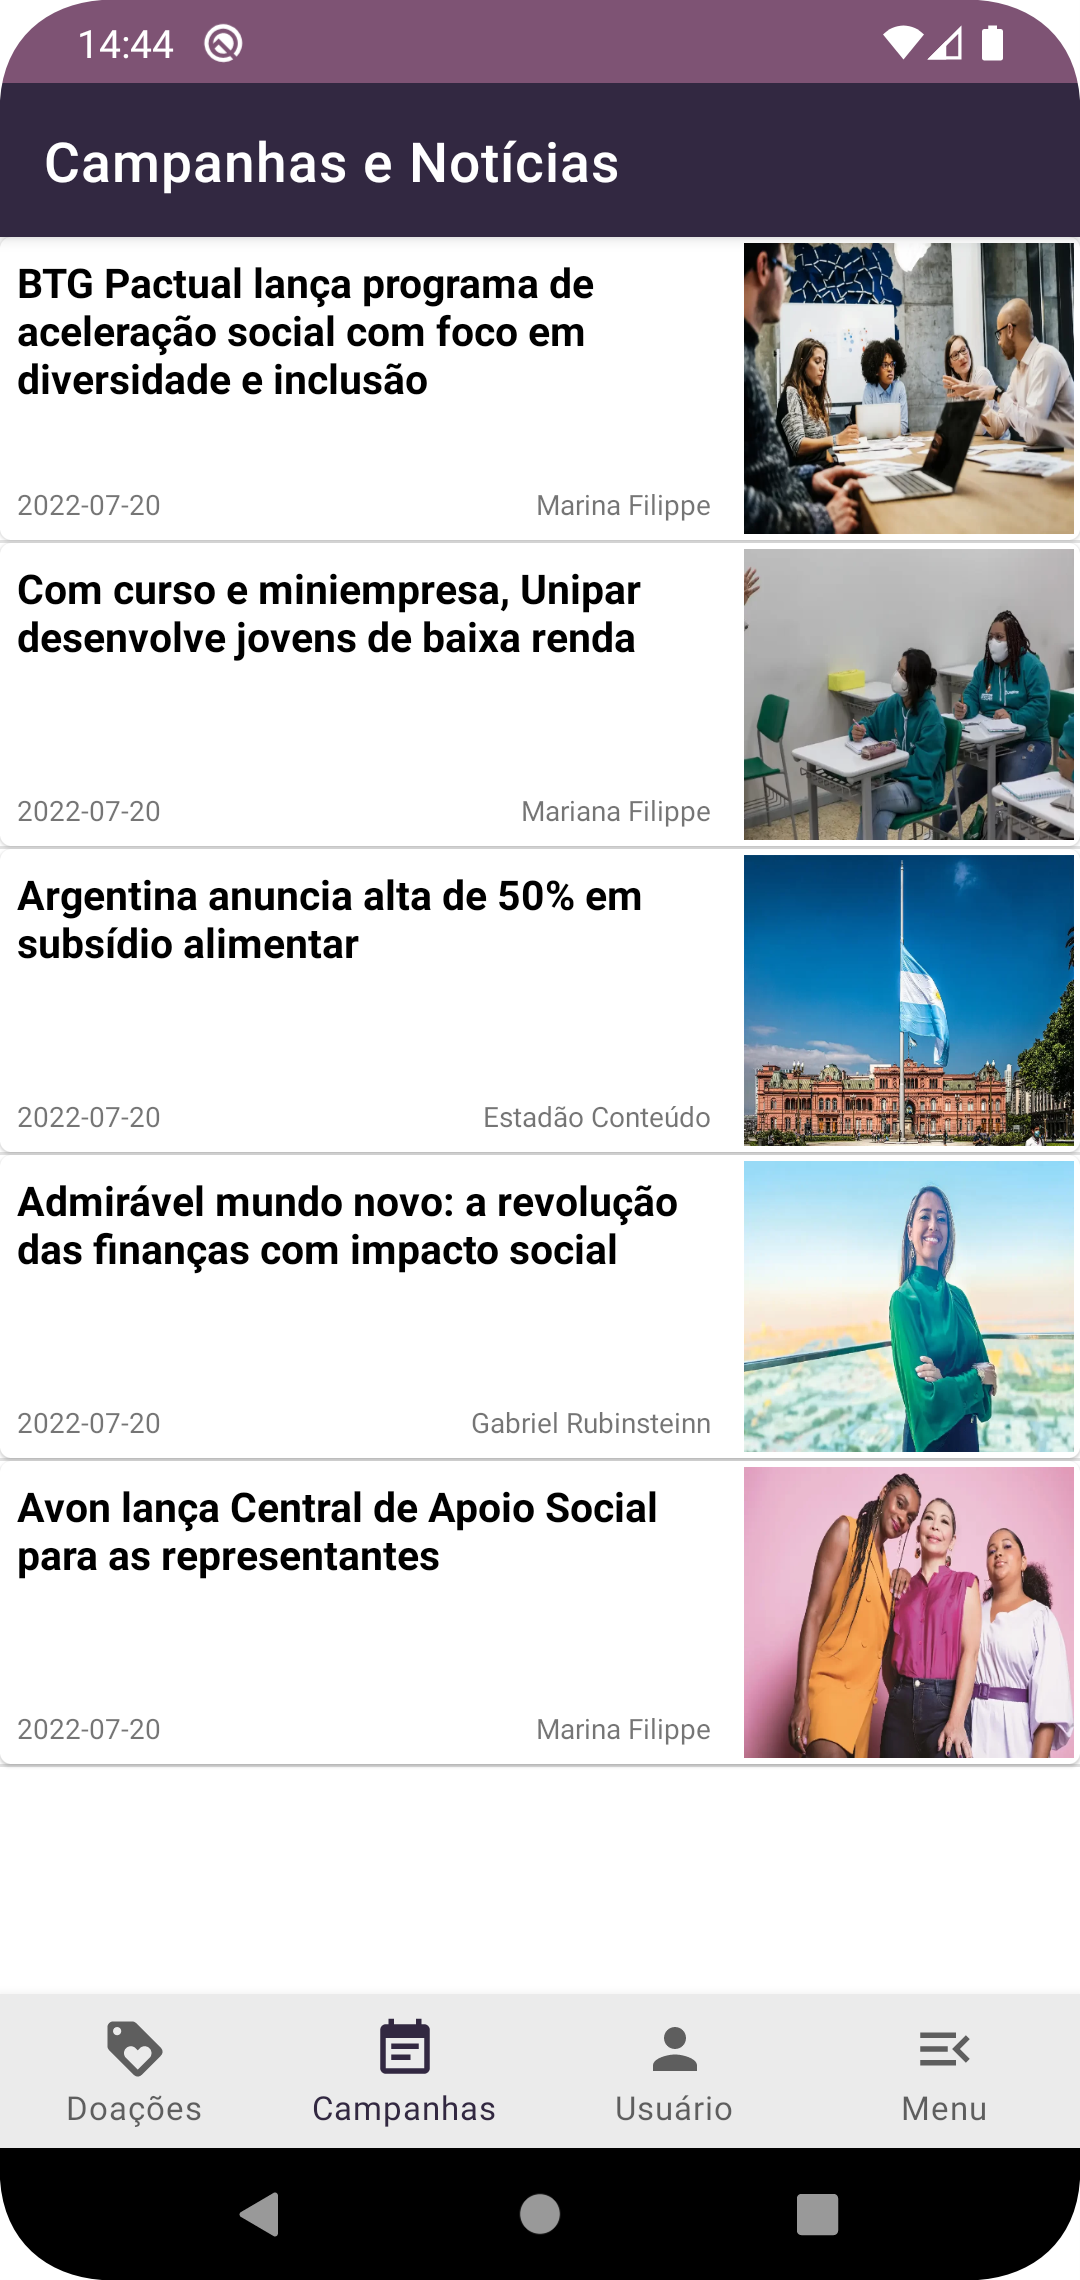 14:44
Campanhas e Notícias
BTG Pactual lança programa de
aceleração social com foco em
diversidade e inclusão
2022-07-20 Marina Filippe
Com curso e miniempresa, Unipar
desenvolve jovens de baixa renda
2022-07-20 Mariana Filippe
Argentina anuncia alta de 50% em
subsídio alimentar
2022-07-20 Estadão Conteúdo
Admirável mundo novo: a revolução
das finanças com impacto social
2022-07-20 Gabriel Rubinsteinn
Avon lança Central de Apoio Social
para as representantes
2022-07-20 Marina Filippe
Doações Campanhas Usuário Menu